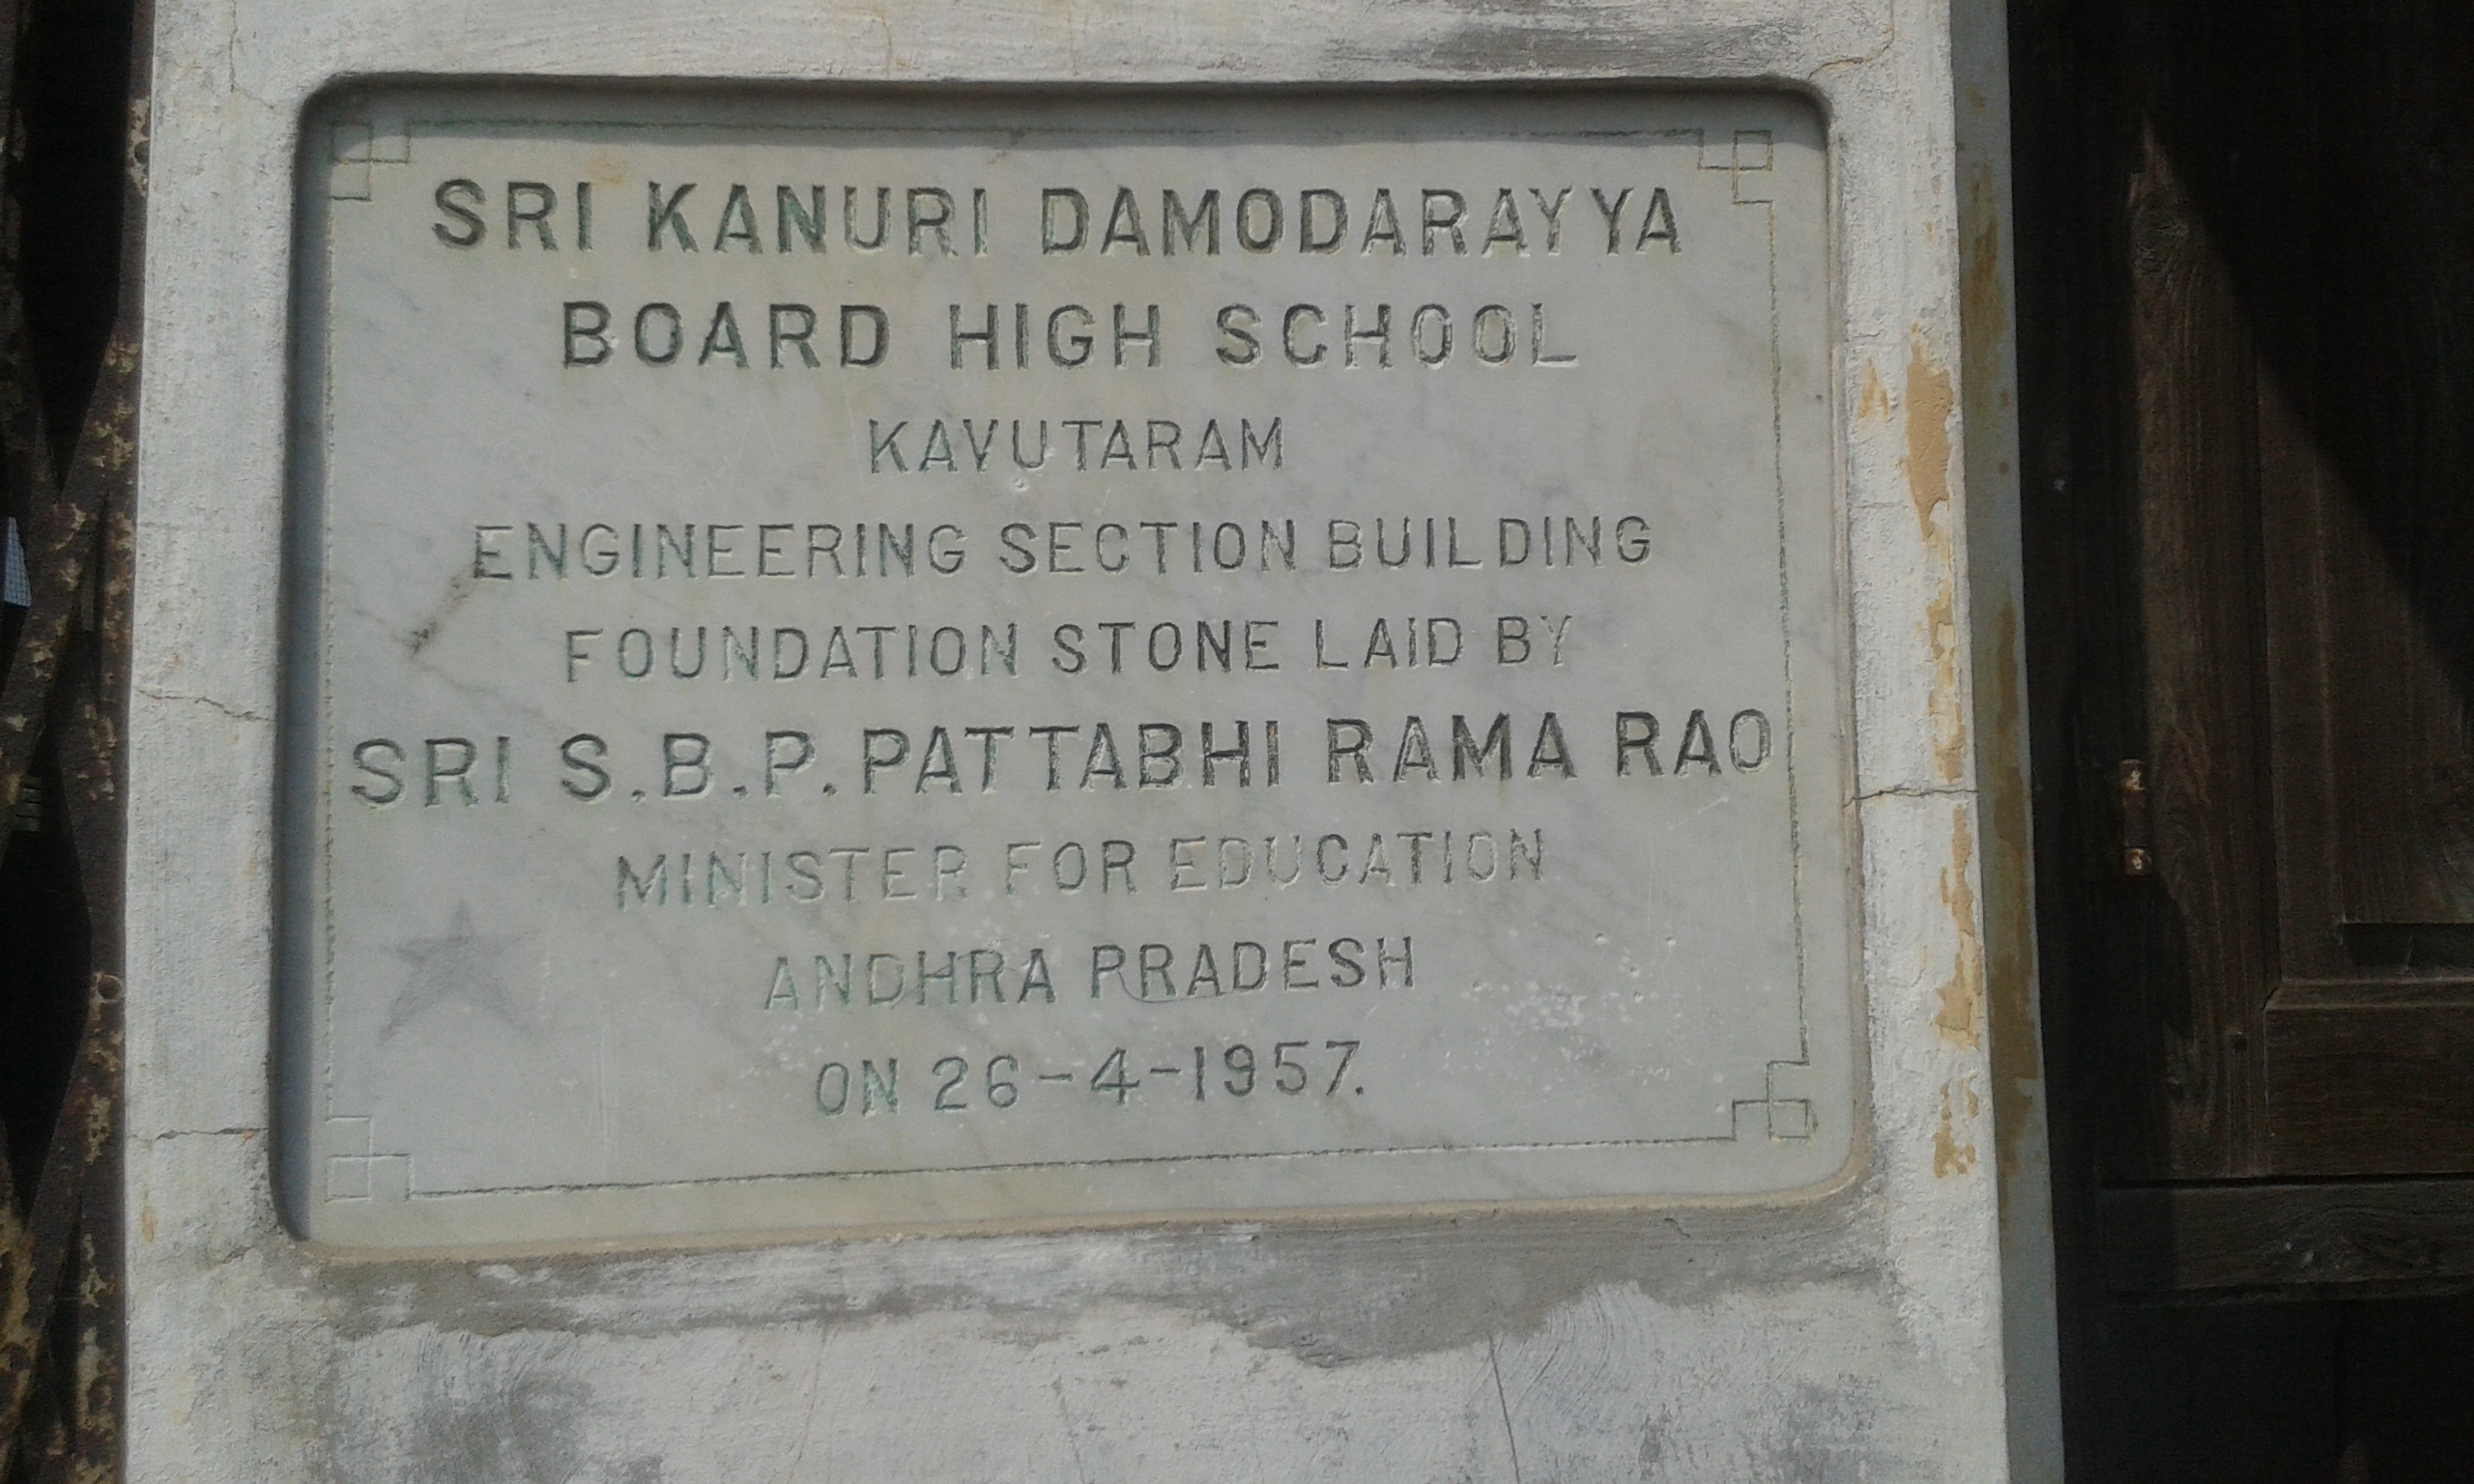 SRI KANURI DAMODARAYYA
BOARD HIGH SCHOOL
KAVUTARAM
ENGINEERING SECTION BUILDING
FOUNDATION STONE LAID BY
SRI S.B.P. PATTABHI RAMA RAO
MINISTER FOR EDUCATION
ANDHRA PRADESH
ON 26-4-1957.